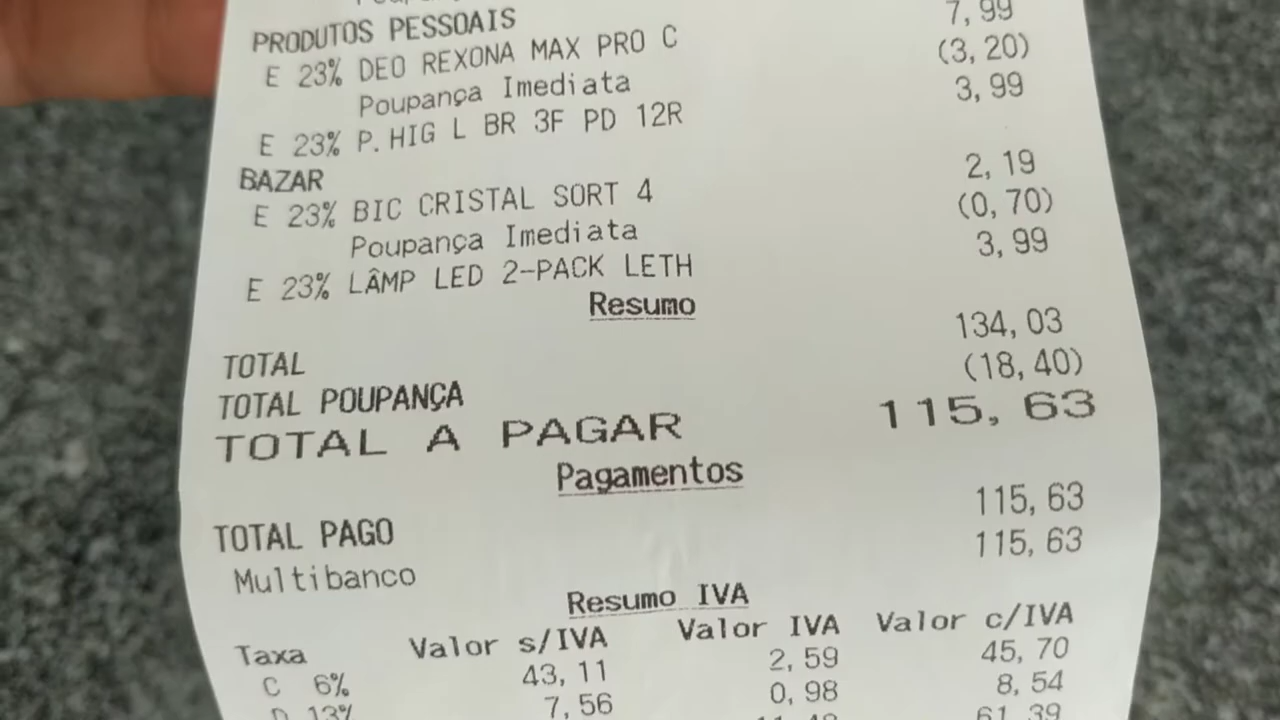 PRODUTOS PESSOAIS
E 23% DEO REXONA MAX PRO C 7,99
Poupança Imediata (3,20)
E 23% P.HIG L BR 3F PD 12R 3,99
BAZAR
E 23% BIC CRISTAL SORT 4 2,19
Poupança Imediata (0,70)
E 23% LÂMP LED 2-PACK LETH 3,99
Resumo
TOTAL 134,03
TOTAL POUPANÇA (18,40)
TOTAL A PAGAR 115,63
Pagamentos
TOTAL PAGO 115,63
Multibanco 115,63
Resumo IVA
Taxa Valor s/IVA Valor IVA Valor c/IVA
C 6% 43,11 2,59 45,70
D 13% 7,56 0,98 8,54
61,39